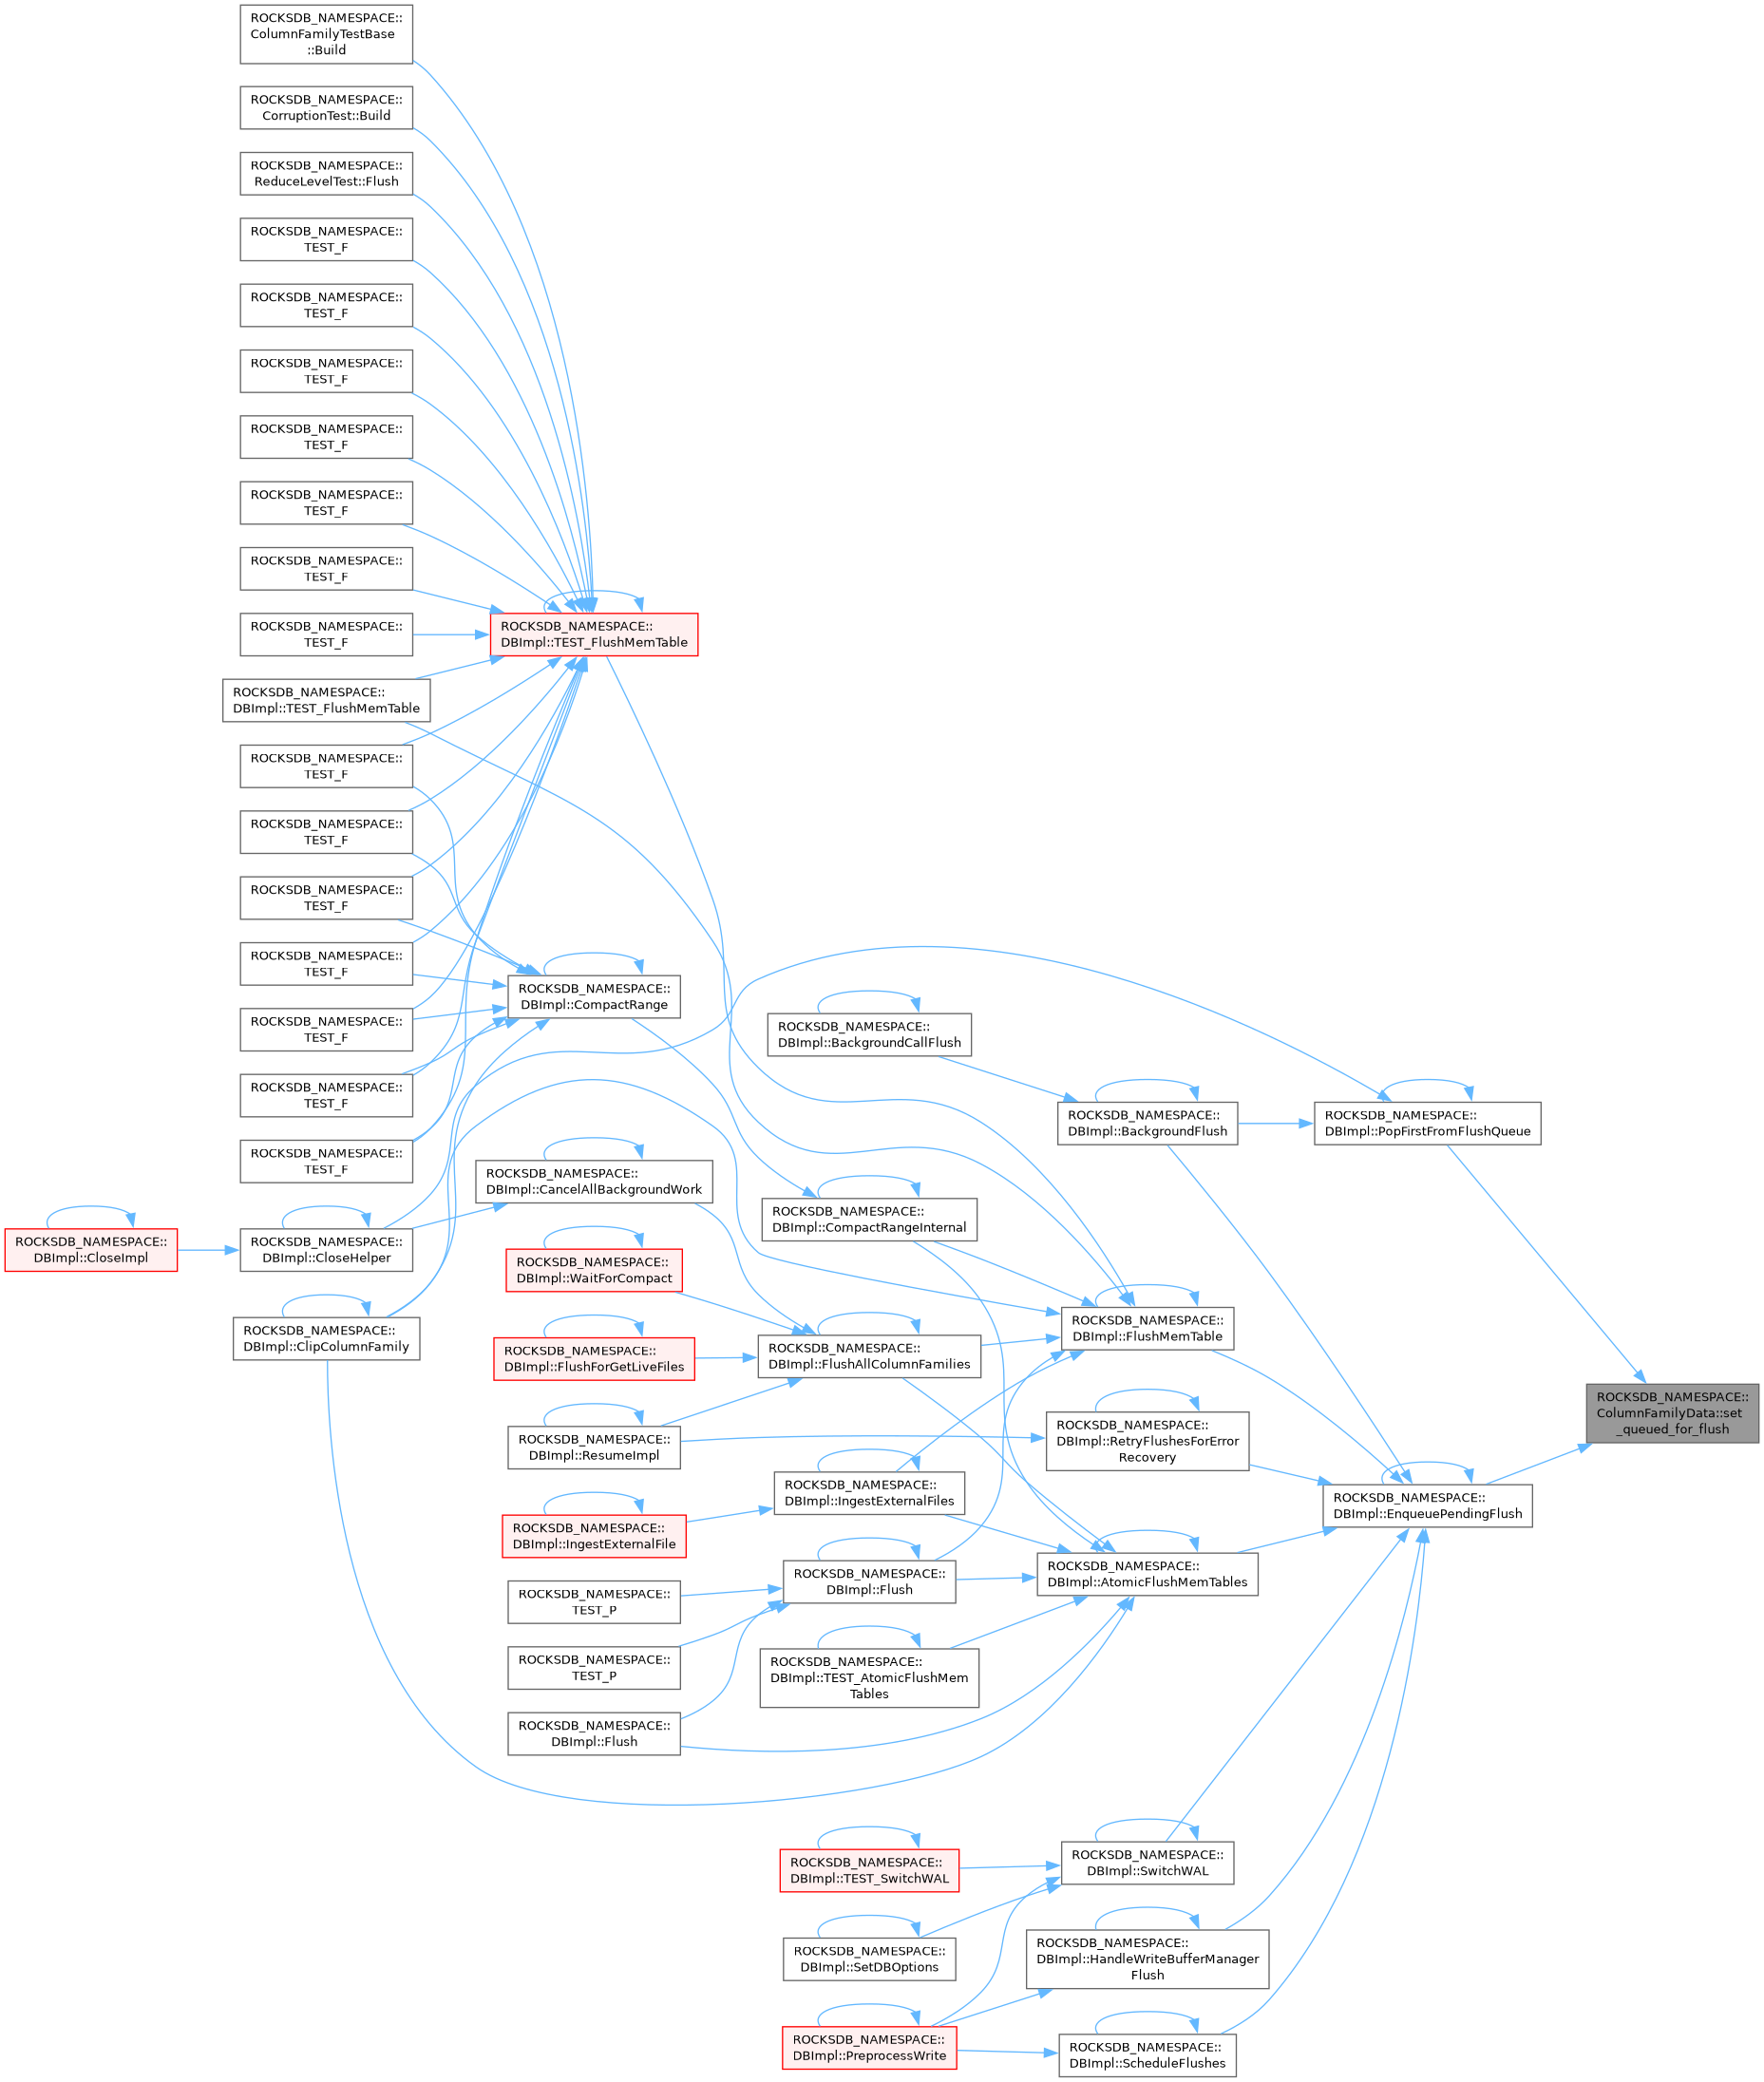 ROCKSDB_NAMESPACE::
ColumnFamilyTestBase
::Build
ROCKSDB_NAMESPACE::
CorruptionTest::Build
ROCKSDB_NAMESPACE::
ReduceLevelTest::Flush
ROCKSDB_NAMESPACE::
TEST_F
ROCKSDB_NAMESPACE::
TEST_F
ROCKSDB_NAMESPACE::
TEST_F
ROCKSDB_NAMESPACE::
TEST_F
ROCKSDB_NAMESPACE::
TEST_F
ROCKSDB_NAMESPACE::
TEST_F
ROCKSDB_NAMESPACE::
TEST_F
ROCKSDB_NAMESPACE::
DBImpl::TEST_FlushMemTable
ROCKSDB_NAMESPACE::
DBImpl::TEST_FlushMemTable
ROCKSDB_NAMESPACE::
TEST_F
ROCKSDB_NAMESPACE::
TEST_F
ROCKSDB_NAMESPACE::
TEST_F
ROCKSDB_NAMESPACE::
TEST_F
ROCKSDB_NAMESPACE::
DBImpl::CompactRange
ROCKSDB_NAMESPACE::
TEST_F
ROCKSDB_NAMESPACE::
DBImpl::BackgroundCallFlush
ROCKSDB_NAMESPACE::
TEST_F
ROCKSDB_NAMESPACE::
DBImpl::BackgroundFlush
ROCKSDB_NAMESPACE::
DBImpl::PopFirstFromFlushQueue
ROCKSDB_NAMESPACE::
TEST_F
ROCKSDB_NAMESPACE::
DBImpl::CancelAllBackgroundWork
ROCKSDB_NAMESPACE::
DBImpl::CompactRangeInternal
ROCKSDB_NAMESPACE::
DBImpl::CloseImpl
ROCKSDB_NAMESPACE::
DBImpl::CloseHelper
ROCKSDB_NAMESPACE::
DBImpl::WaitForCompact
ROCKSDB_NAMESPACE::
DBImpl::ClipColumnFamily
ROCKSDB_NAMESPACE::
DBImpl::FlushMemTable
ROCKSDB_NAMESPACE::
DBImpl::FlushForGetLiveFiles
ROCKSDB_NAMESPACE::
DBImpl::FlushAllColumnFamilies
ROCKSDB_NAMESPACE::
ColumnFamilyData::set
_queued_for_flush
ROCKSDB_NAMESPACE::
DBImpl::ResumeImpl
ROCKSDB_NAMESPACE::
DBImpl::RetryFlushesForError
Recovery
ROCKSDB_NAMESPACE::
DBImpl::IngestExternalFiles
ROCKSDB_NAMESPACE::
DBImpl::EnqueuePendingFlush
ROCKSDB_NAMESPACE::
DBImpl::IngestExternalFile
ROCKSDB_NAMESPACE::
DBImpl::Flush
ROCKSDB_NAMESPACE::
DBImpl::AtomicFlushMemTables
ROCKSDB_NAMESPACE::
TEST_P
ROCKSDB_NAMESPACE::
TEST_P
ROCKSDB_NAMESPACE::
DBImpl::TEST_AtomicFlushMem
Tables
ROCKSDB_NAMESPACE::
DBImpl::Flush
ROCKSDB_NAMESPACE::
DBImpl::TEST_SwitchWAL
ROCKSDB_NAMESPACE::
DBImpl::SwitchWAL
ROCKSDB_NAMESPACE::
DBImpl::SetDBOptions
ROCKSDB_NAMESPACE::
DBImpl::HandleWriteBufferManager
Flush
ROCKSDB_NAMESPACE::
DBImpl::PreprocessWrite
ROCKSDB_NAMESPACE::
DBImpl::ScheduleFlushes